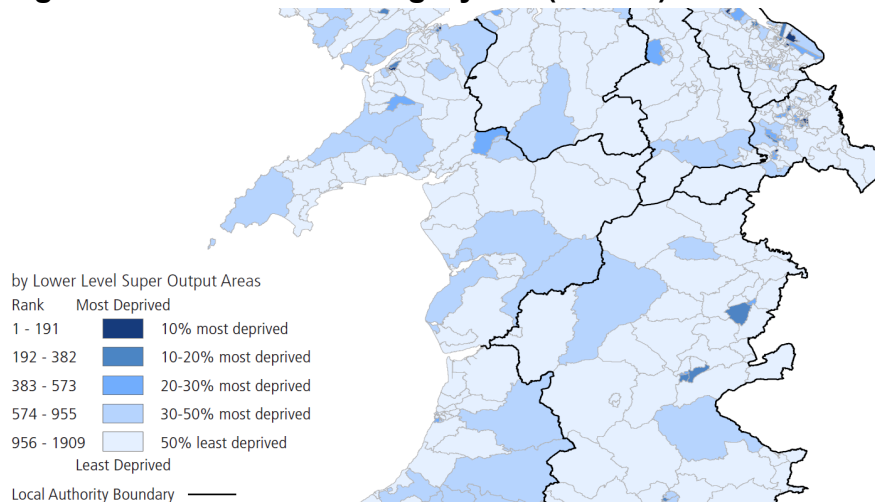 by Lower Level Super Output Areas
Rank Most Deprived
1 - 191 10% most deprived
192 - 382 10-20% most deprived
383 - 573 20-30% most deprived
574 - 955 30-50% most deprived
956 - 1909 50% least deprived
Least Deprived
Local Authority Boundary